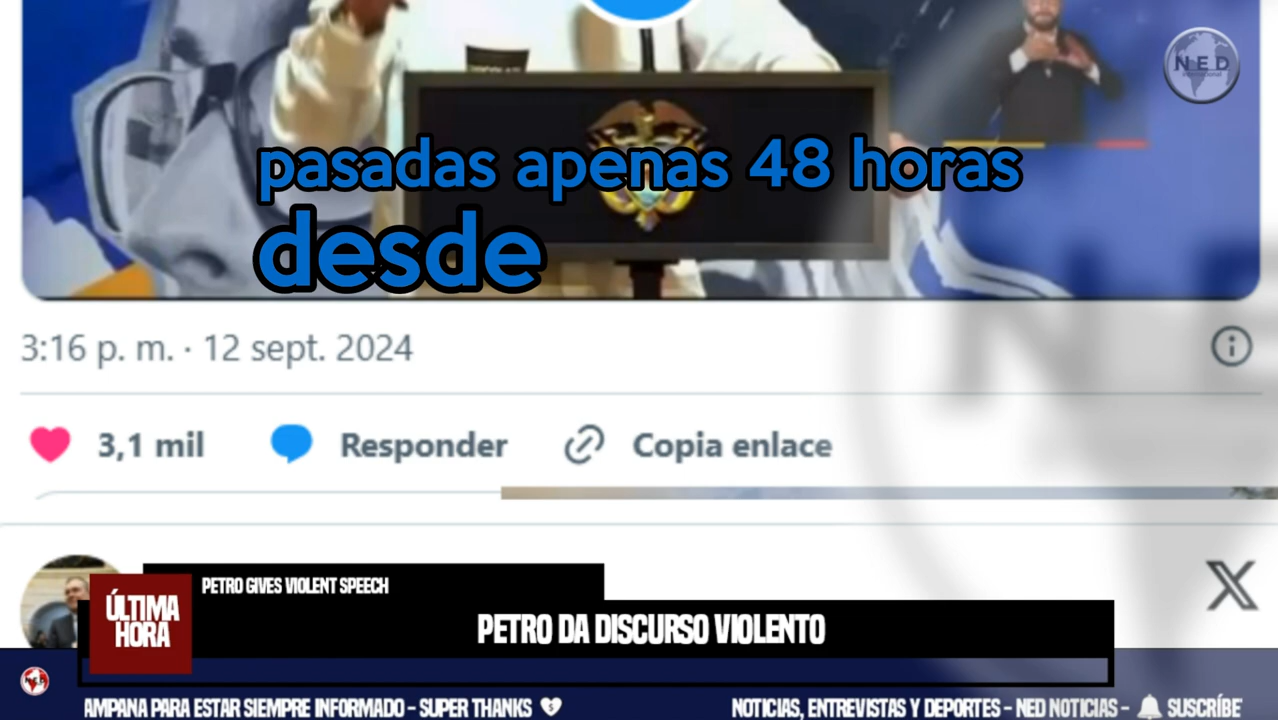 NED
pasadas apenas 48 horas
desde
3:16 p. m. · 12 sept. 2024
3,1 mil
Responder
Copia enlace
PETRO GIVES VIOLENT SPEECH
ÚLTIMA
HORA
PETRO DA DISCURSO VIOLENTO
AMPANA PARA ESTAR SIEMPRE INFORMADO - SUPER THANKS
NOTICIAS, ENTREVISTAS Y DEPORTES - NED NOTICIAS -
SUSCRÍBE